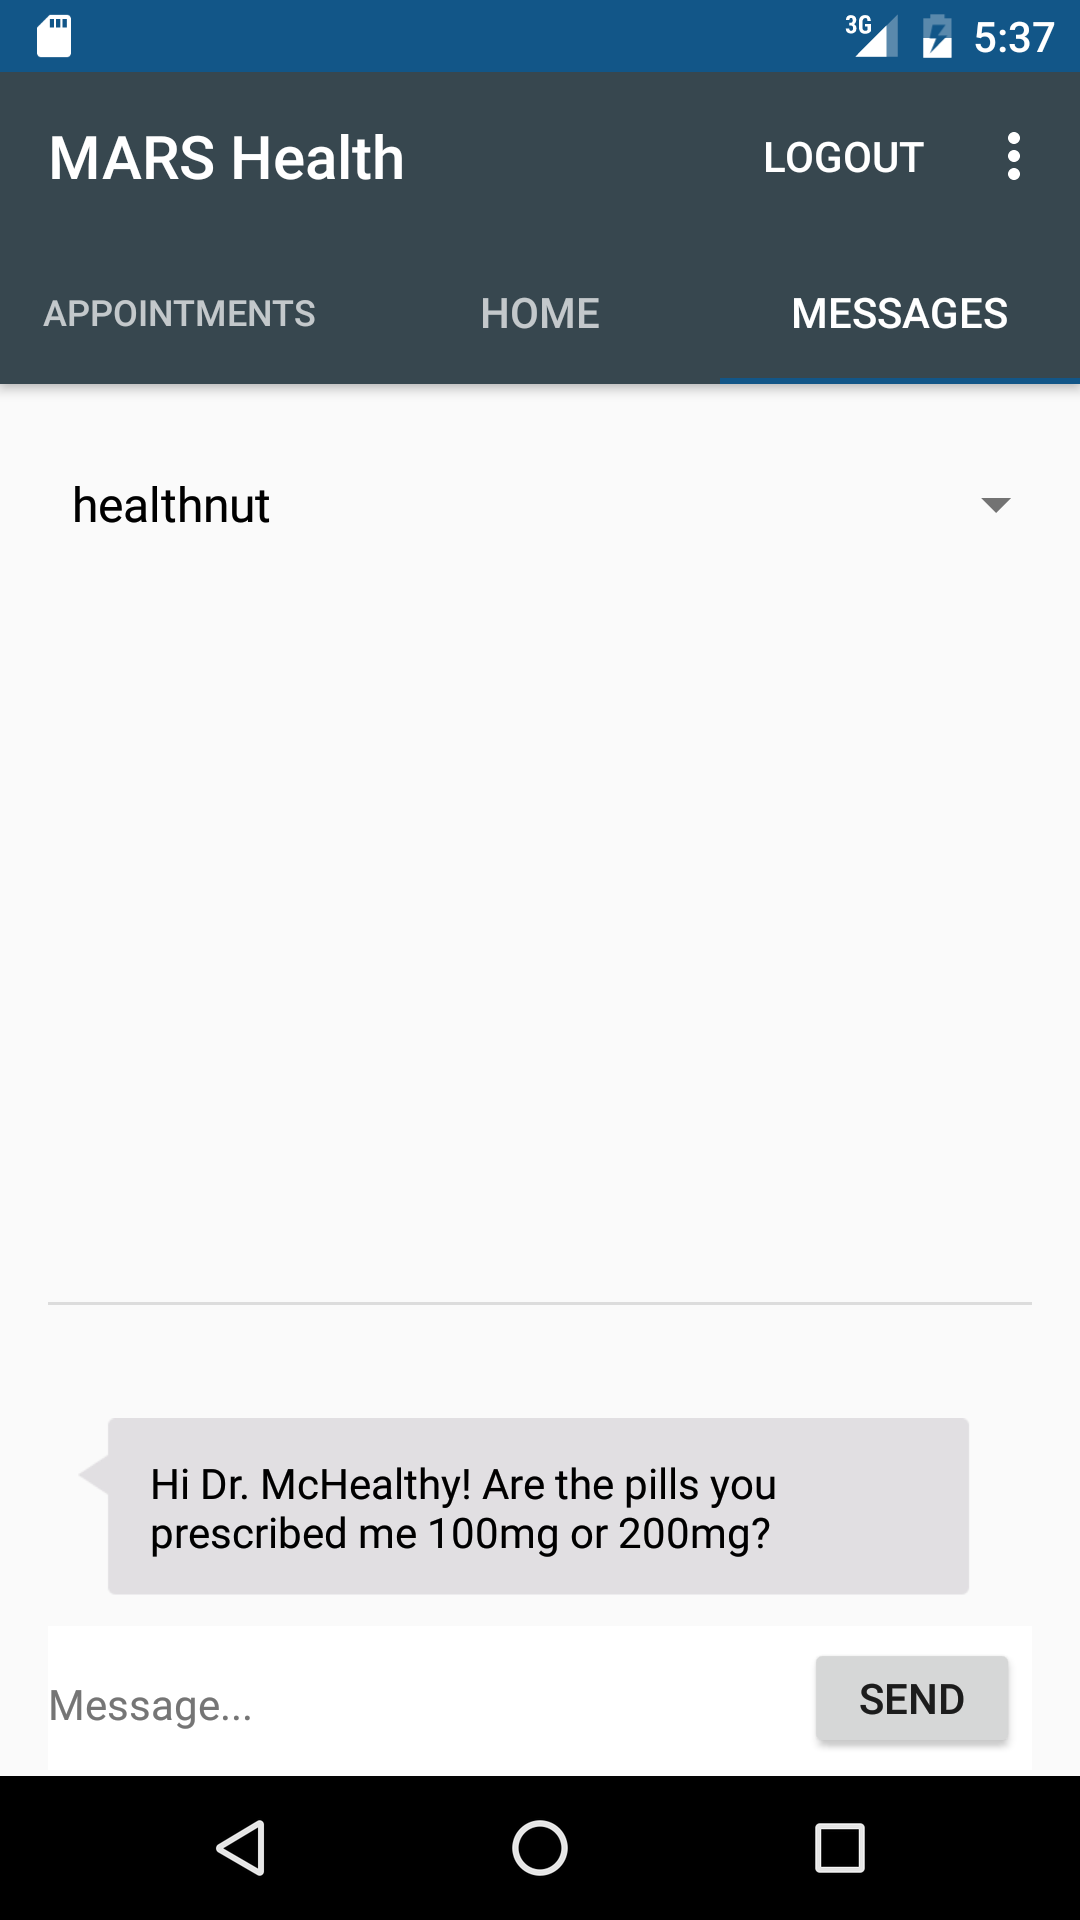 3G 5:37
MARS Health LOGOUT
APPOINTMENTS HOME MESSAGES
healthnut
Hi Dr. McHealthy! Are the pills you
prescribed me 100mg or 200mg?
Message... SEND